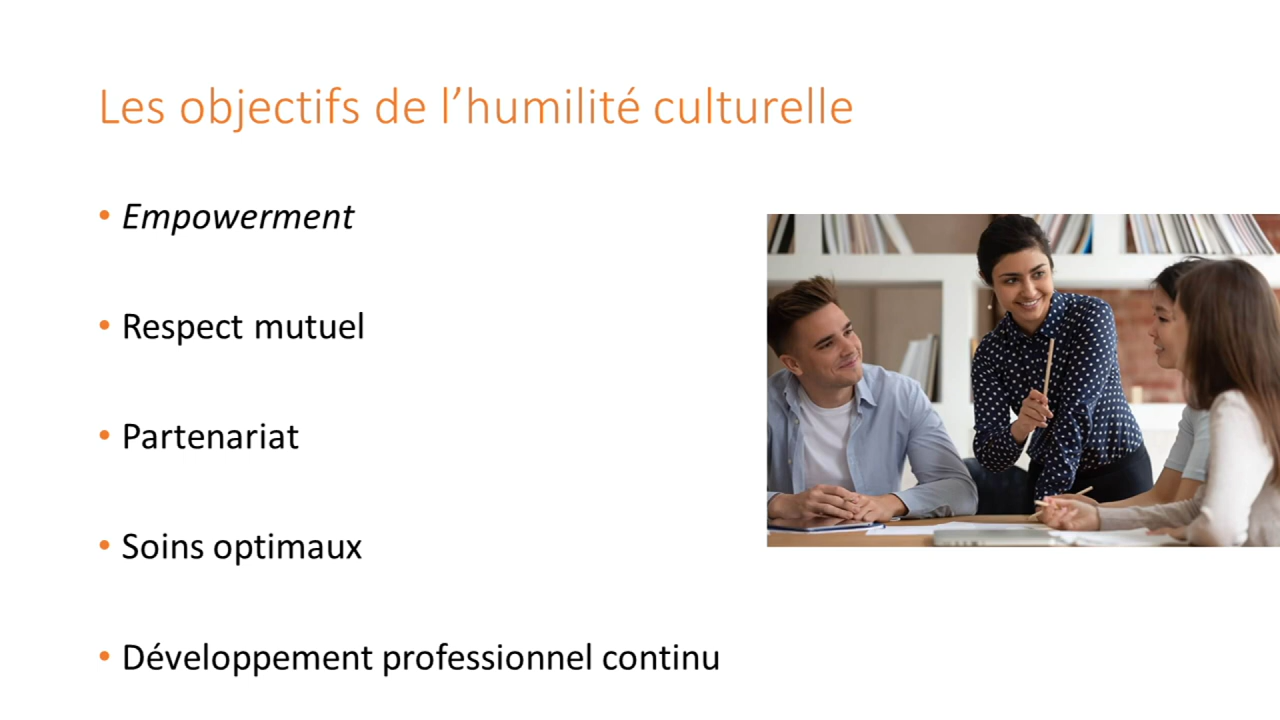 Les objectifs de l’humilité culturelle
• Empowerment
• Respect mutuel
• Partenariat
• Soins optimaux
• Développement professionnel continu